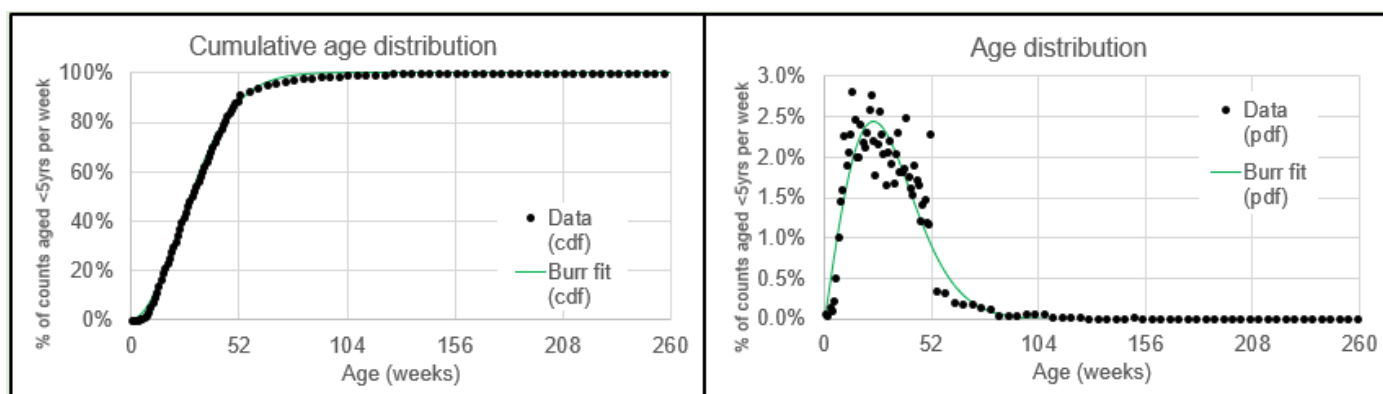 Cumulative age distribution
% of counts aged <5yrs per week
100%
80%
60%
40%
20%
0%
Data
(cdf)
Burr fit
(cdf)
0 52 104 156 208 260
Age (weeks)
Age distribution
% of counts aged <5yrs per week
3.0%
2.5%
2.0%
1.5%
1.0%
0.5%
0.0%
Data
(pdf)
Burr fit
(pdf)
0 52 104 156 208 260
Age (weeks)